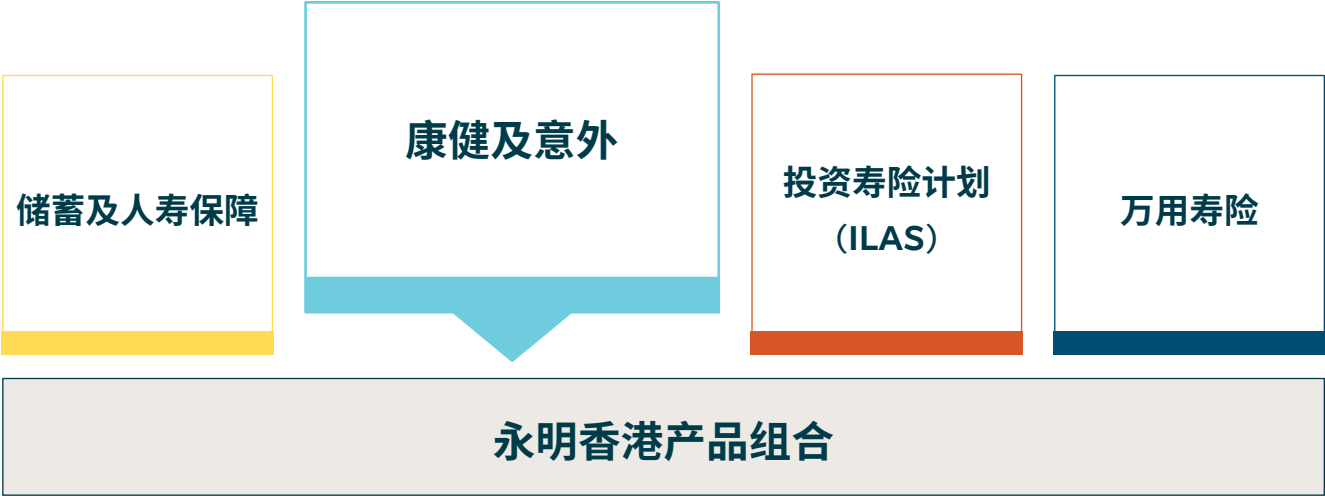 储蓄及人寿保障
康健及意外
投资寿险计划
（ILAS）
万用寿险
永明香港产品组合